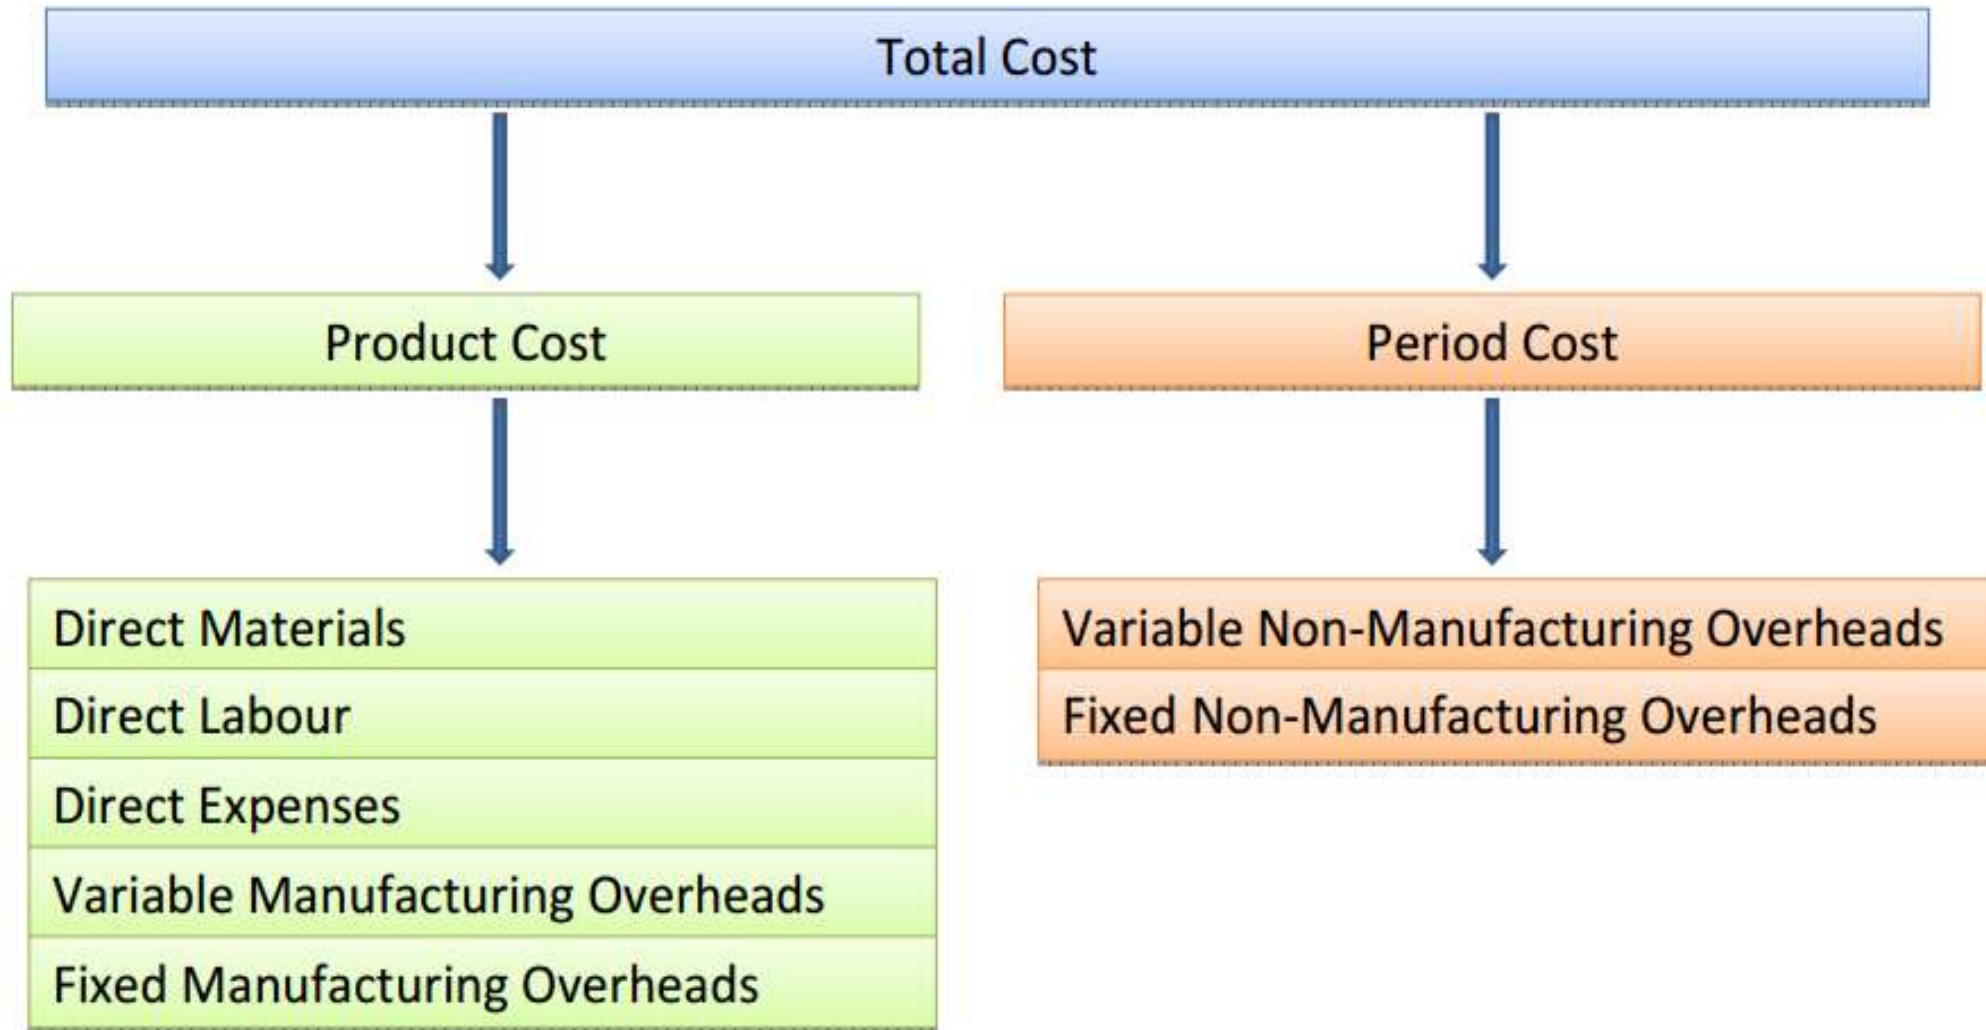 Total Cost
Product Cost
Period Cost
Direct Materials
Direct Labour
Direct Expenses
Variable Manufacturing Overheads
Fixed Manufacturing Overheads
Variable Non-Manufacturing Overheads
Fixed Non-Manufacturing Overheads